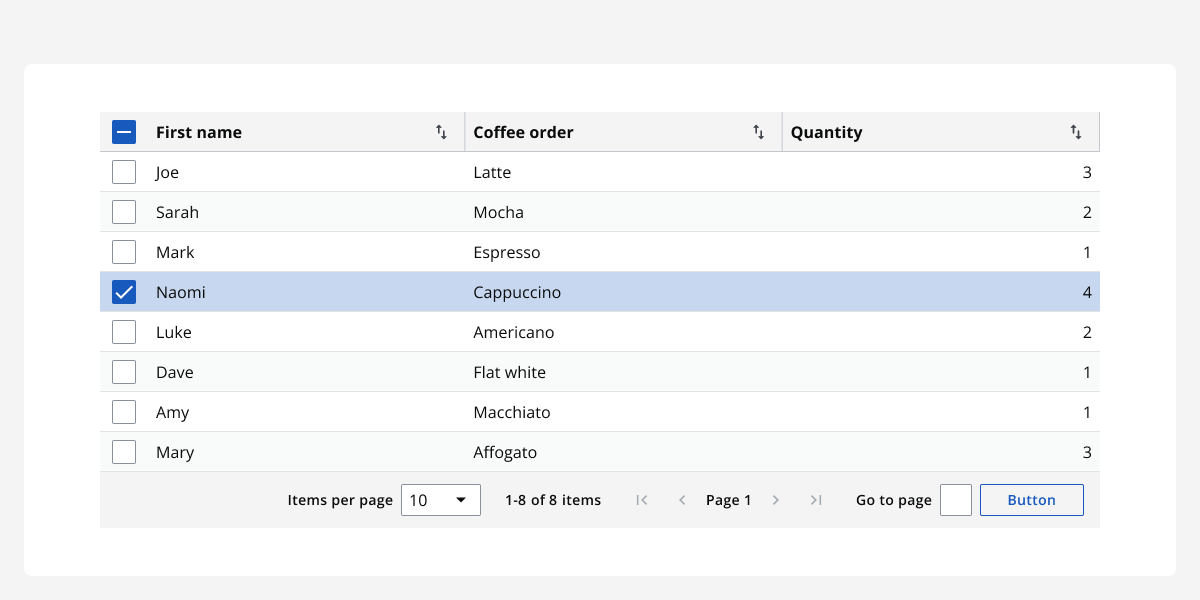 First name Coffee order Quantity
Joe Latte 3
Sarah Mocha 2
Mark Espresso 1
Naomi Cappuccino 4
Luke Americano 2
Dave Flat white 1
Amy Macchiato 1
Mary Affogato 3
Items per page 10 1-8 of 8 items Page 1 Go to page Button